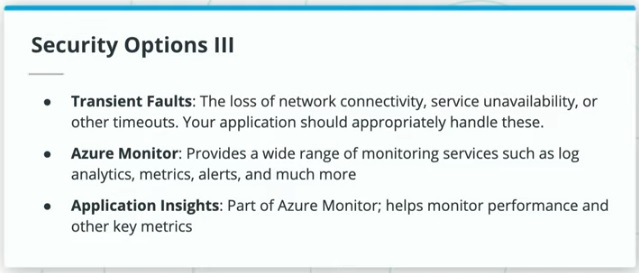 Security Options III
● Transient Faults: The loss of network connectivity, service unavailability, or
other timeouts. Your application should appropriately handle these.
● Azure Monitor: Provides a wide range of monitoring services such as log
analytics, metrics, alerts, and much more
● Application Insights: Part of Azure Monitor; helps monitor performance and
other key metrics